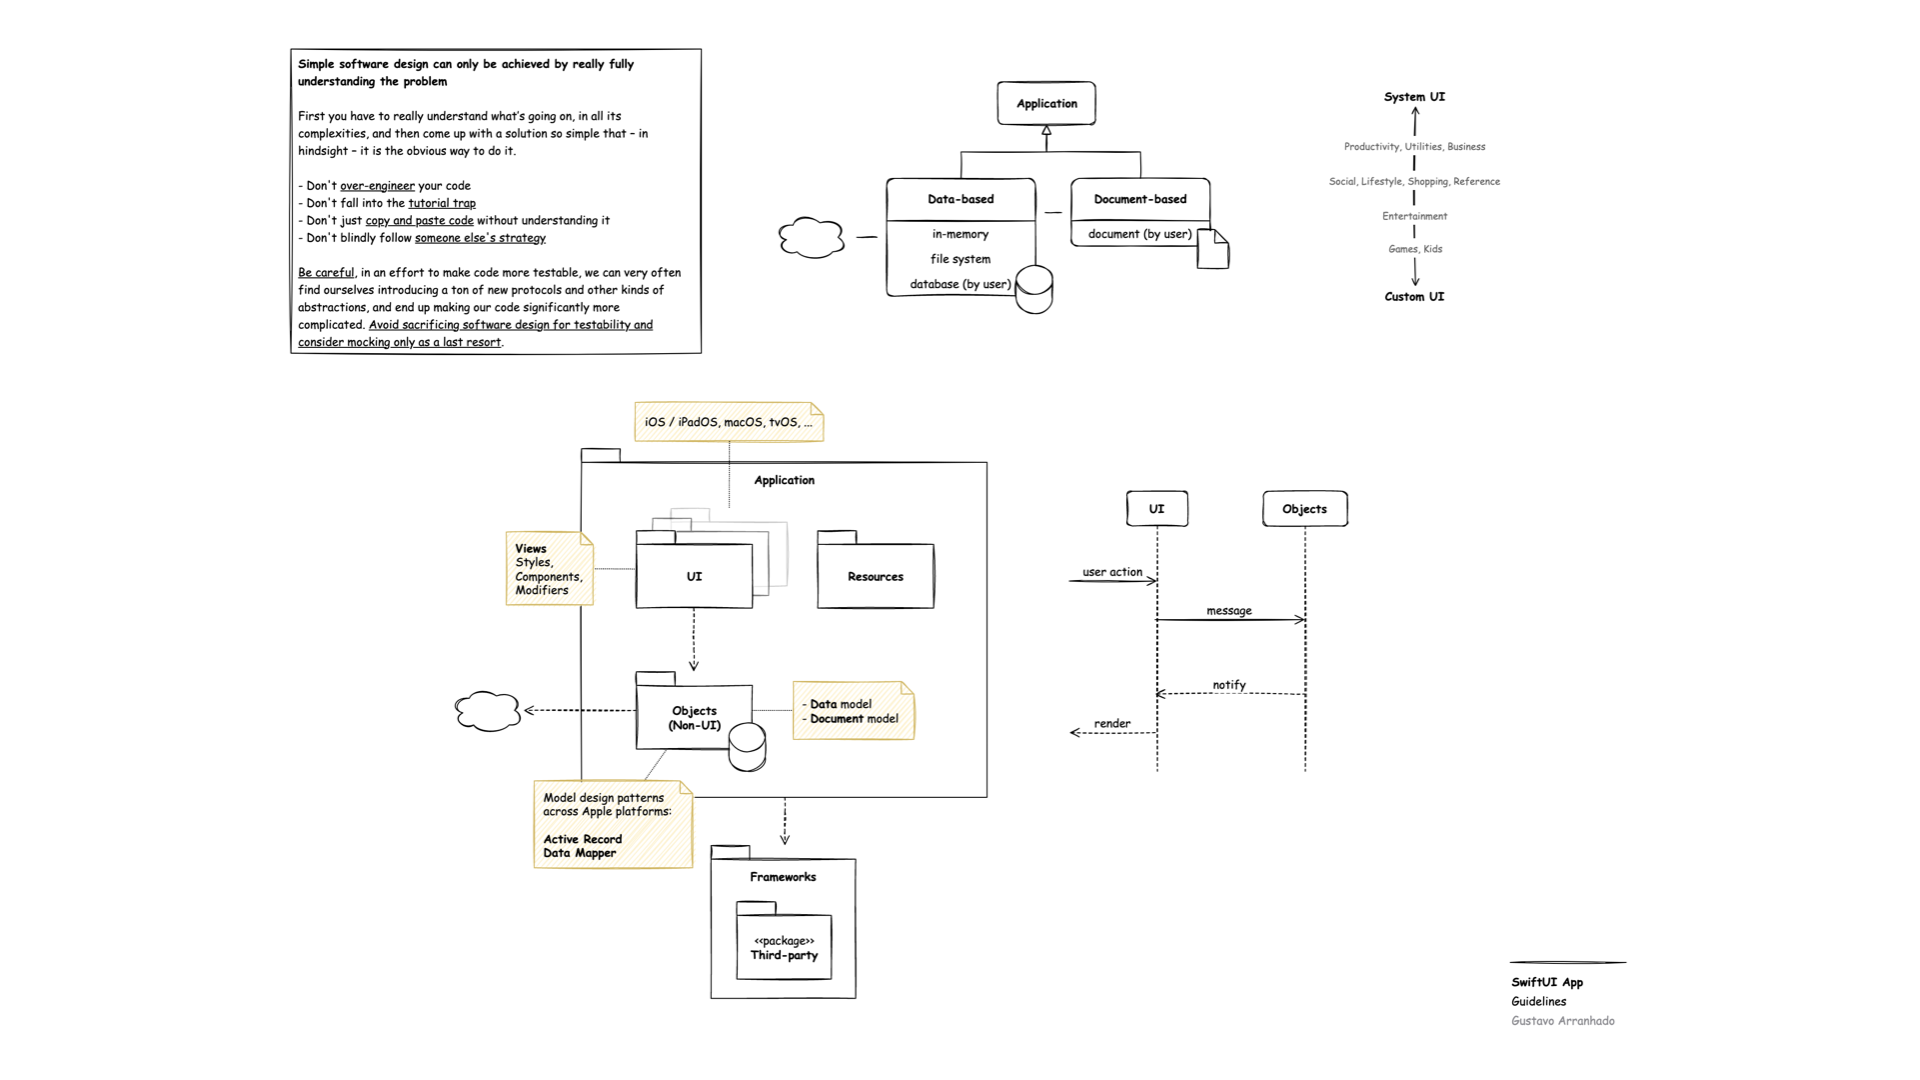 Simple software design can only be achieved by really fully
understanding the problem
First you have to really understand what's going on, in all its
complexities, and then come up with a solution so simple that – in
hindsight – it is the obvious way to do it.
- Don't over-engineer your code
- Don't fall into the tutorial trap
- Don't just copy and paste code without understanding it
- Don't blindly follow someone else's strategy
Be careful, in an effort to make code more testable, we can very often
find ourselves introducing a ton of new protocols and other kinds of
abstractions, and end up making our code significantly more
complicated. Avoid sacrificing software design for testability and
consider mocking only as a last resort.
Application
Data-based
in-memory
file system
database (by user)
Document-based
document (by user)
System UI
Productivity, Utilities, Business
Social, Lifestyle, Shopping, Reference
Entertainment
Games, Kids
Custom UI
iOS / iPadOS, macOS, tvOS, ...
Application
Views
Styles,
Components,
Modifiers
UI
Resources
Objects
(Non-UI)
- Data model
- Document model
Model design patterns
across Apple platforms:
Active Record
Data Mapper
Frameworks
<<package>>
Third-party
UI
Objects
user action
message
notify
render
SwiftUI App
Guidelines
Gustavo Arranhado